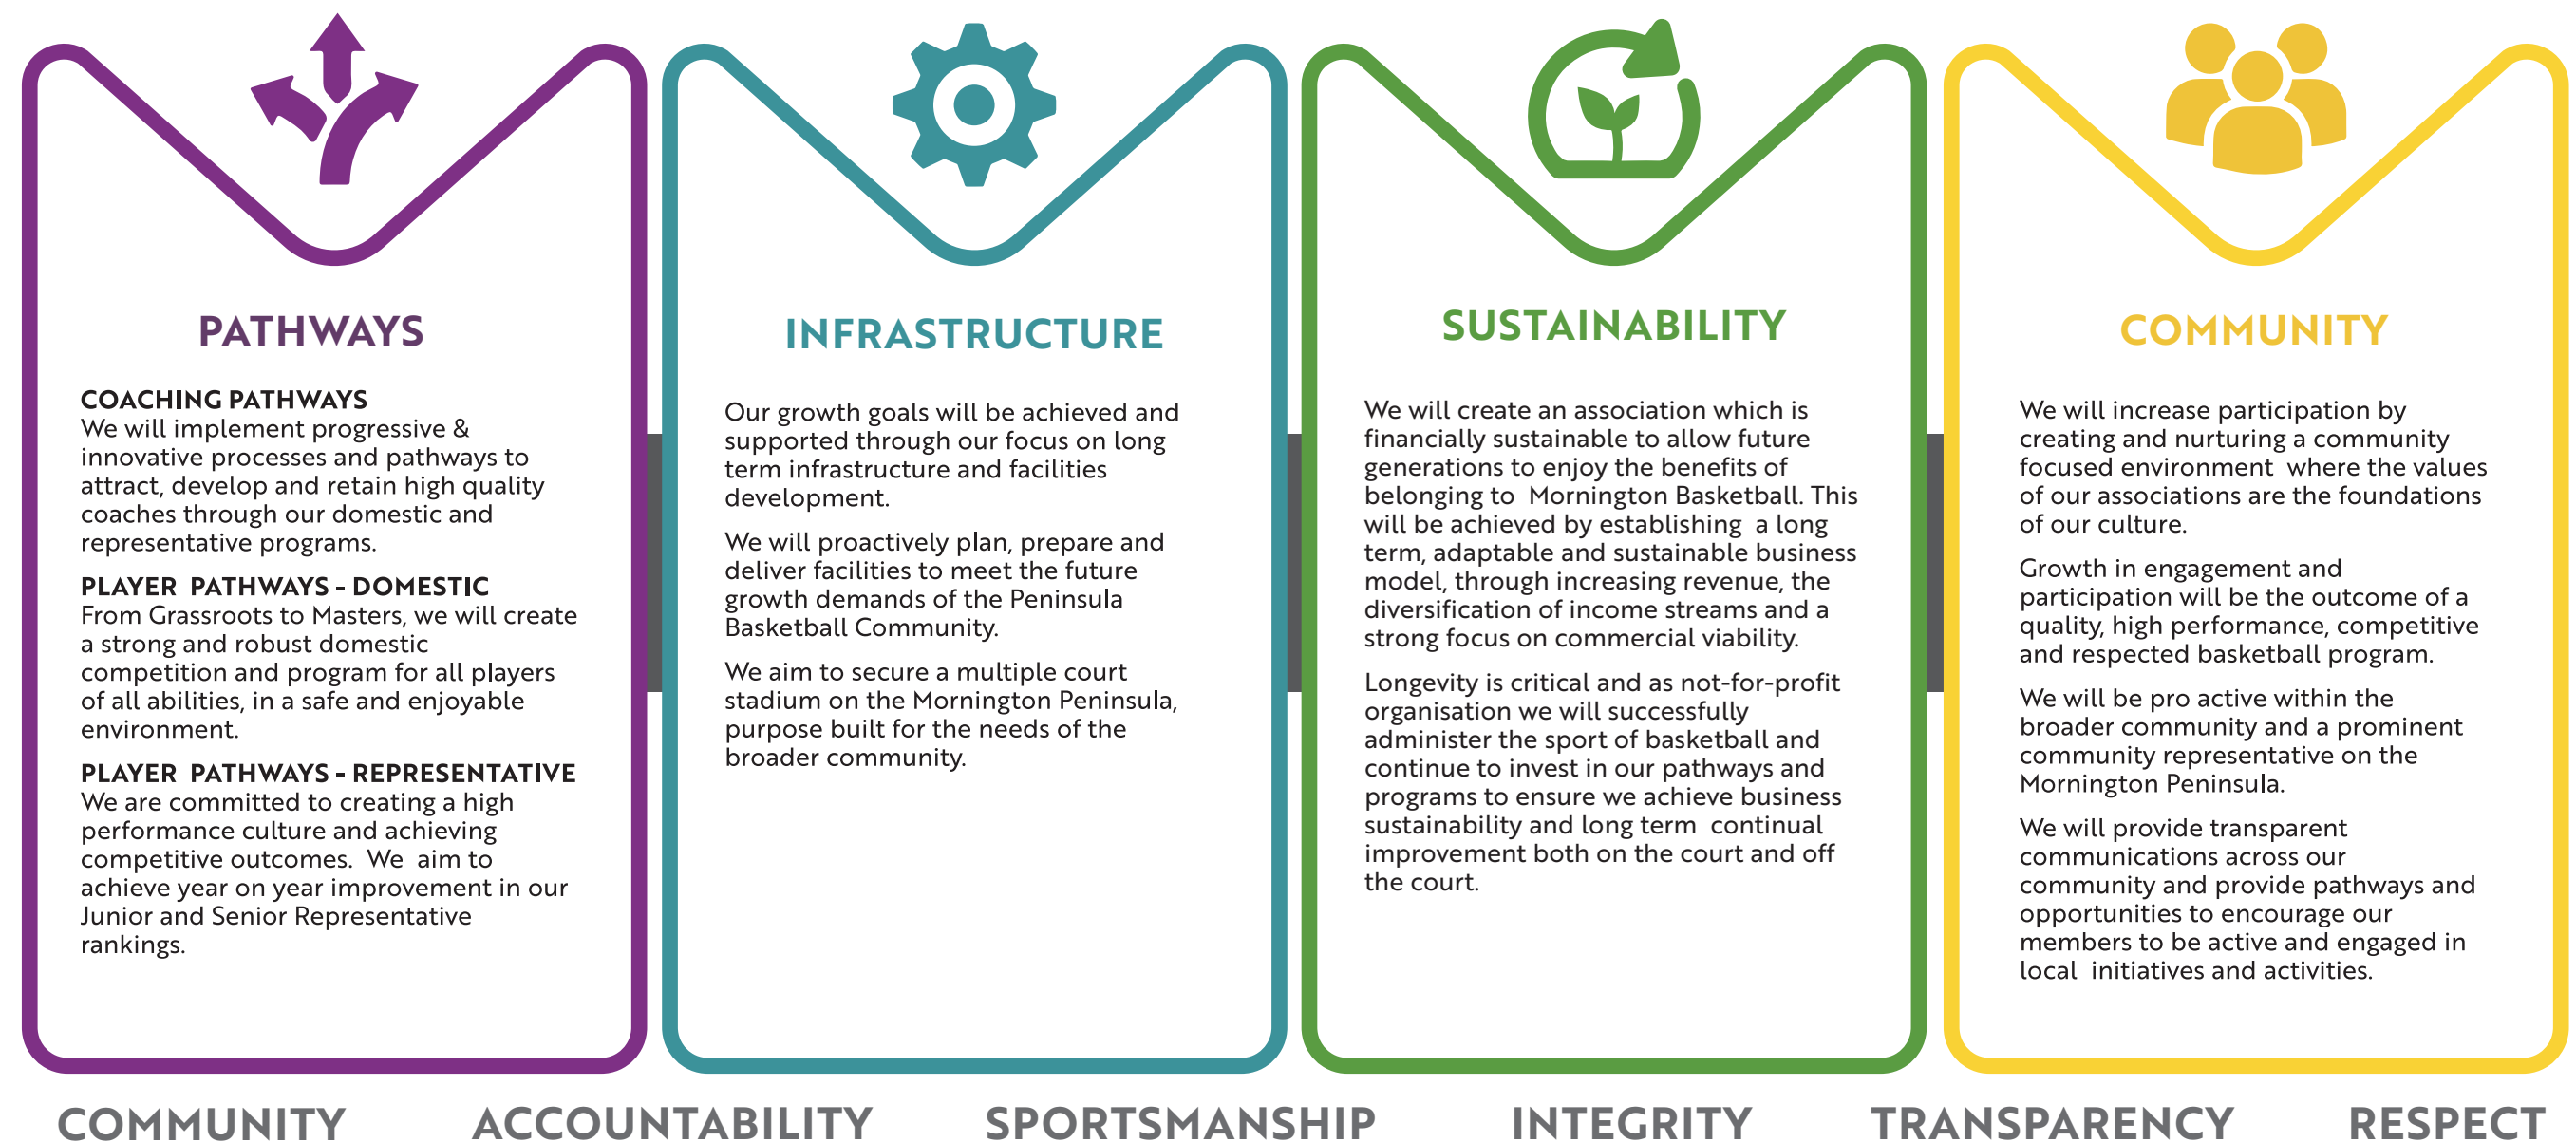 PATHWAYS
COACHING PATHWAYS
We will implement progressive &
innovative processes and pathways to
attract, develop and retain high quality
coaches through our domestic and
representative programs.
PLAYER PATHWAYS - DOMESTIC
From Grassroots to Masters, we will create
a strong and robust domestic
competition and program for all players
of all abilities, in a safe and enjoyable
environment.
PLAYER PATHWAYS - REPRESENTATIVE
We are committed to creating a high
performance culture and achieving
competitive outcomes. We aim to
achieve year on year improvement in our
Junior and Senior Representative
rankings.
INFRASTRUCTURE
Our growth goals will be achieved and
supported through our focus on long
term infrastructure and facilities
development.
We will proactively plan, prepare and
deliver facilities to meet the future
growth demands of the Peninsula
Basketball Community.
We aim to secure a multiple court
stadium on the Mornington Peninsula,
purpose built for the needs of the
broader community.
SUSTAINABILITY
We will create an association which is
financially sustainable to allow future
generations to enjoy the benefits of
belonging to Mornington Basketball. This
will be achieved by establishing a long
term, adaptable and sustainable business
model, through increasing revenue, the
diversification of income streams and a
strong focus on commercial viability.
Longevity is critical and as not-for-profit
organisation we will successfully
administer the sport of basketball and
continue to invest in our pathways and
programs to ensure we achieve business
sustainability and long term continual
improvement both on the court and off
the court.
COMMUNITY
We will increase participation by
creating and nurturing a community
focused environment where the values
of our associations are the foundations
of our culture.
Growth in engagement and
participation will be the outcome of a
quality, high performance, competitive
and respected basketball program.
We will be pro active within the
broader community and a prominent
community representative on the
Mornington Peninsula.
We will provide transparent
communications across our
community and provide pathways and
opportunities to encourage our
members to be active and engaged in
local initiatives and activities.
COMMUNITY ACCOUNTABILITY SPORTSMANSHIP INTEGRITY TRANSPARENCY RESPECT